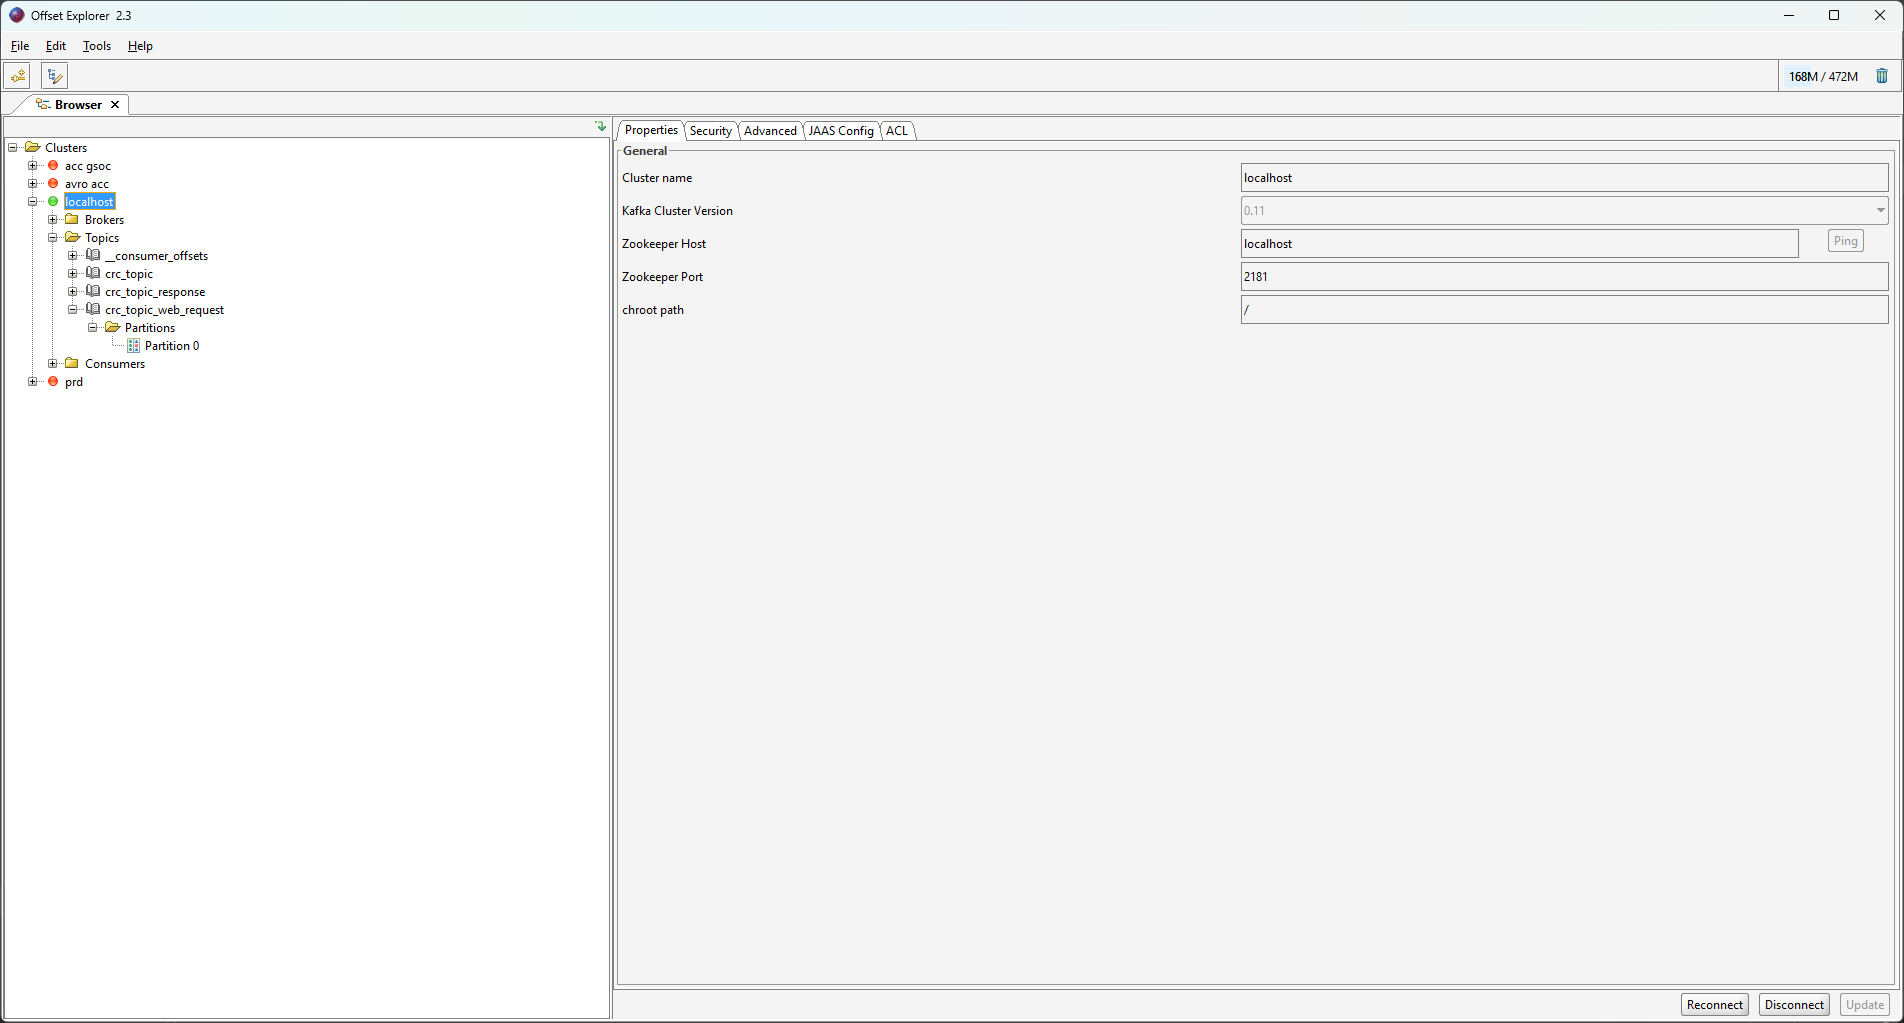 Offset Explorer  2.3
File Edit Tools Help
168M / 472M
Browser
Clusters
acc gsoc
avro acc
localhost
Brokers
Topics
__consumer_offsets
crc_topic
crc_topic_response
crc_topic_web_request
Partitions
Partition 0
Consumers
prd
Properties Security Advanced JAAS Config ACL
General
Cluster name localhost
Kafka Cluster Version 0.11
Zookeeper Host localhost Ping
Zookeeper Port 2181
chroot path /
Reconnect Disconnect Update